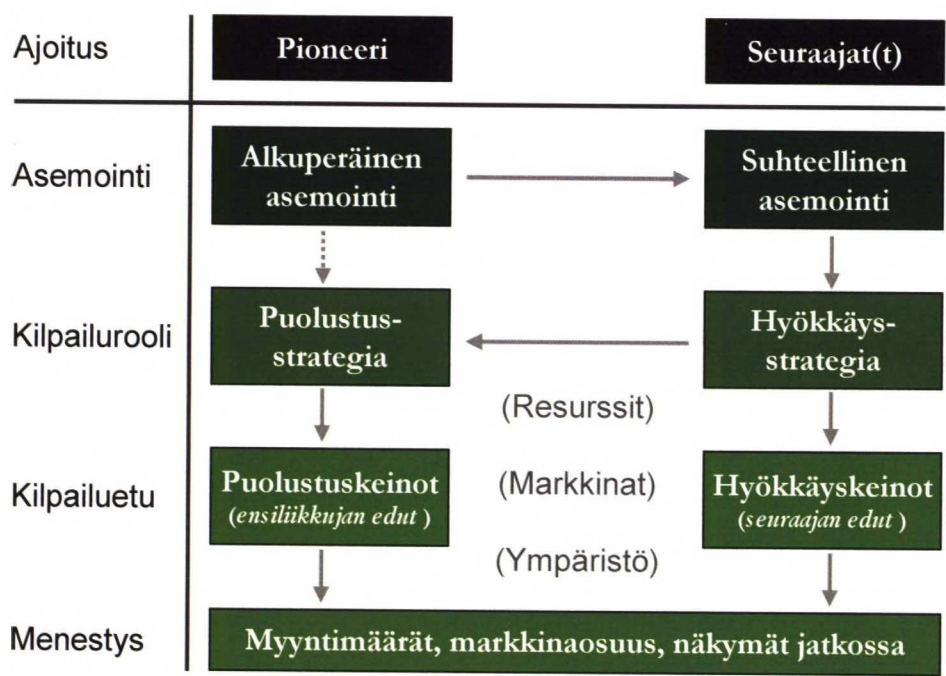 Ajoitus
Pioneeri
Seuraajat(t)
Asemointi
Alkuperäinen
asemointi
Suhteellinen
asemointi
Kilpailurooli
Puolustus-
strategia
Hyökkäys-
strategia
(Resurssit)
Kilpailuetu
Puolustuskeinot
(ensiliikkujan edut )
(Markkinat)
Hyökkäyskeinot
(seuraajan edut )
(Ympäristö)
Menestys
Myyntimäärät, markkinaosuus, näkymät jatkossa